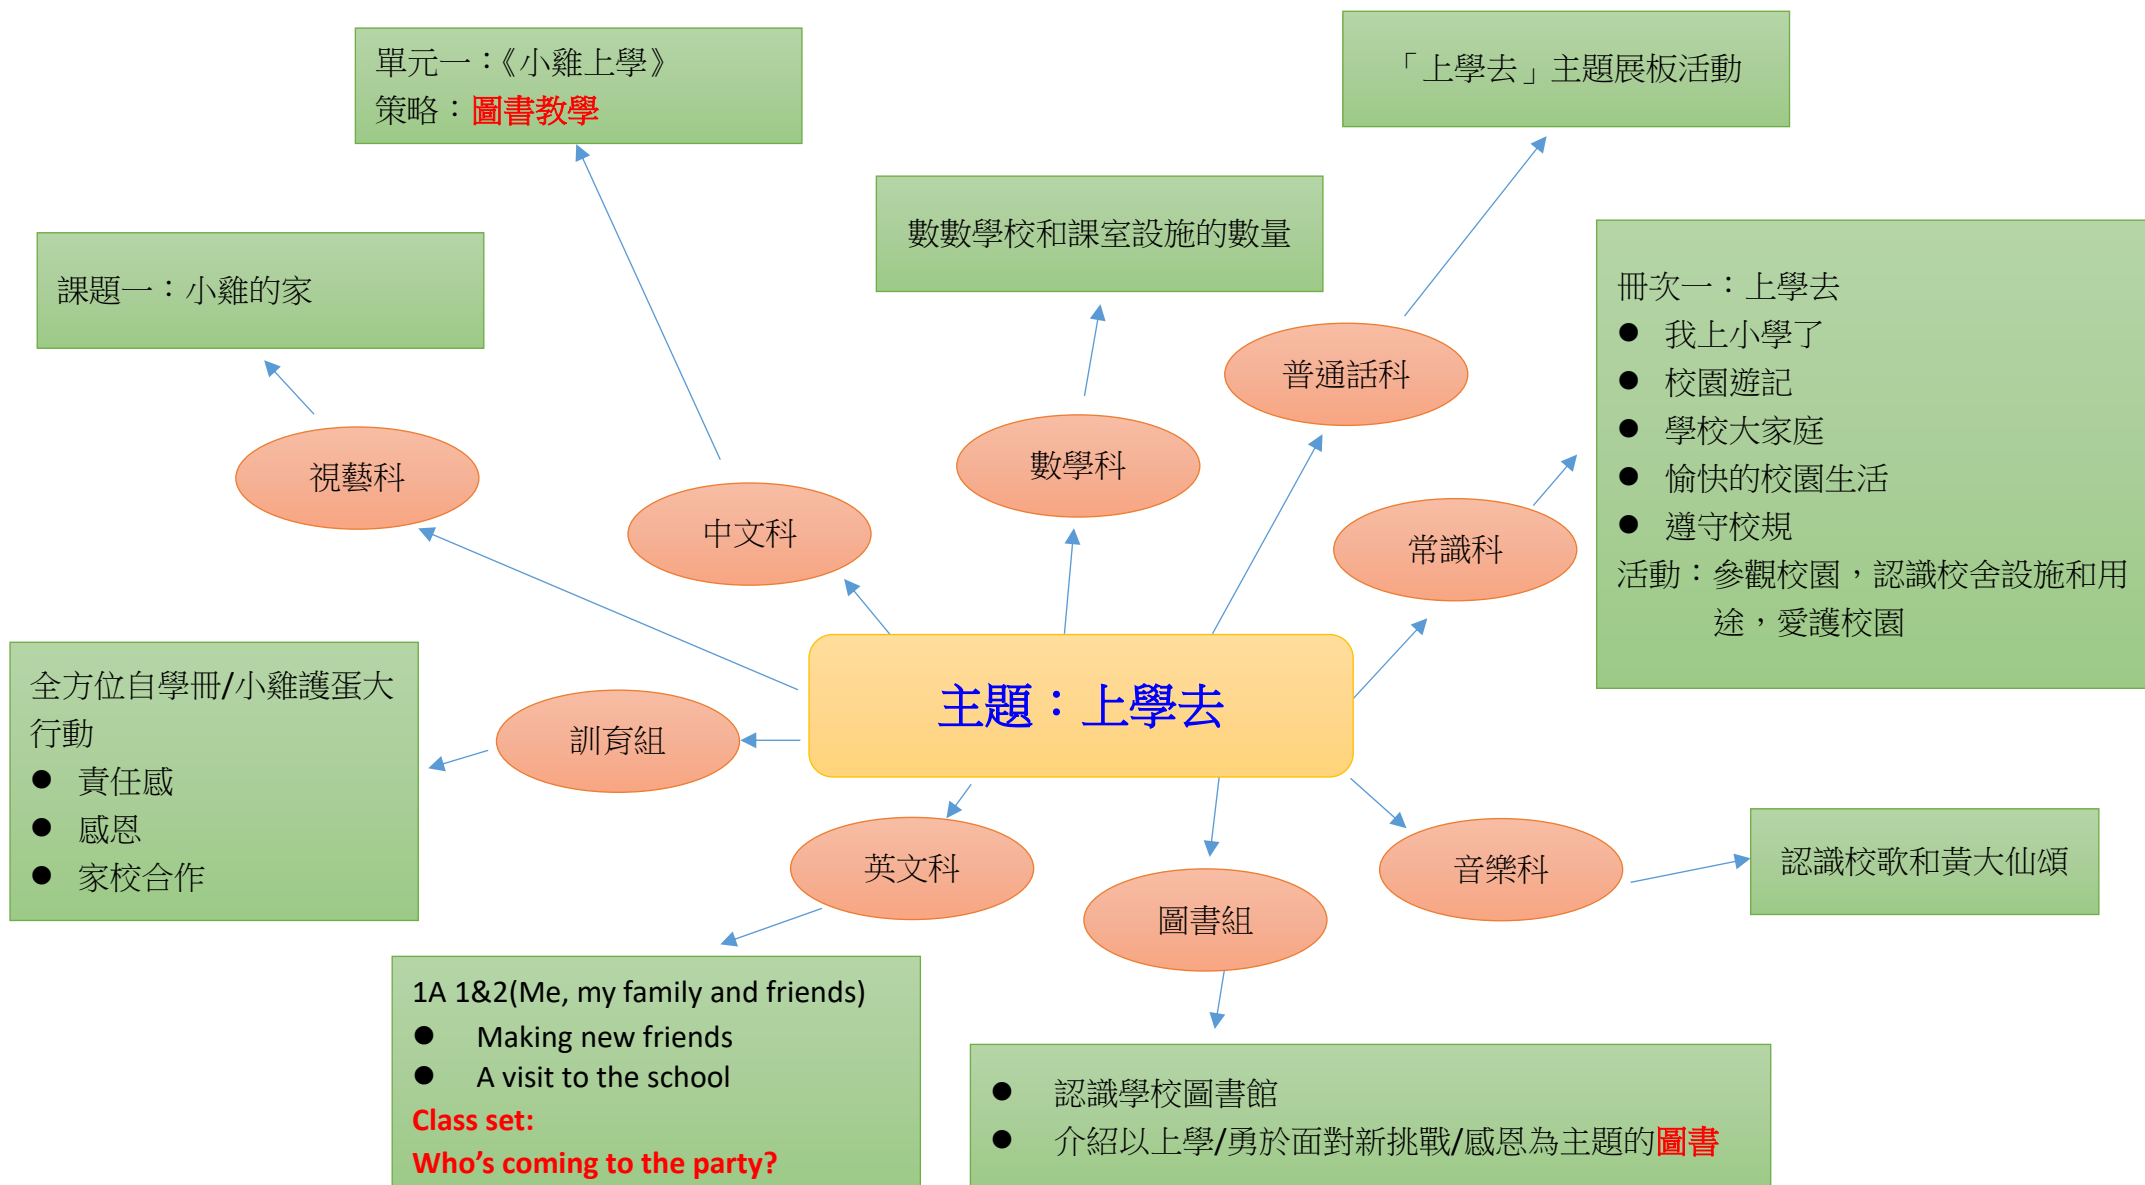 單元一：《小雞上學》
策略：圖書教學
「上學去」主題展板活動
數數學校和課室設施的數量
課題一：小雞的家
冊次一：上學去
● 我上小學了
● 校園遊記
● 學校大家庭
● 愉快的校園生活
● 遵守校規
活動：參觀校園，認識校舍設施和用
途，愛護校園
普通話科
數學科
視藝科
中文科
常識科
主題：上學去
全方位自學冊/小雞護蛋大
行動
● 責任感
● 感恩
● 家校合作
訓育組
英文科
圖書組
音樂科
認識校歌和黃大仙頌
1A 1&2(Me, my family and friends)
● Making new friends
● A visit to the school
Class set:
Who’s coming to the party?
● 認識學校圖書館
● 介紹以上學/勇於面對新挑戰/感恩為主題的圖書